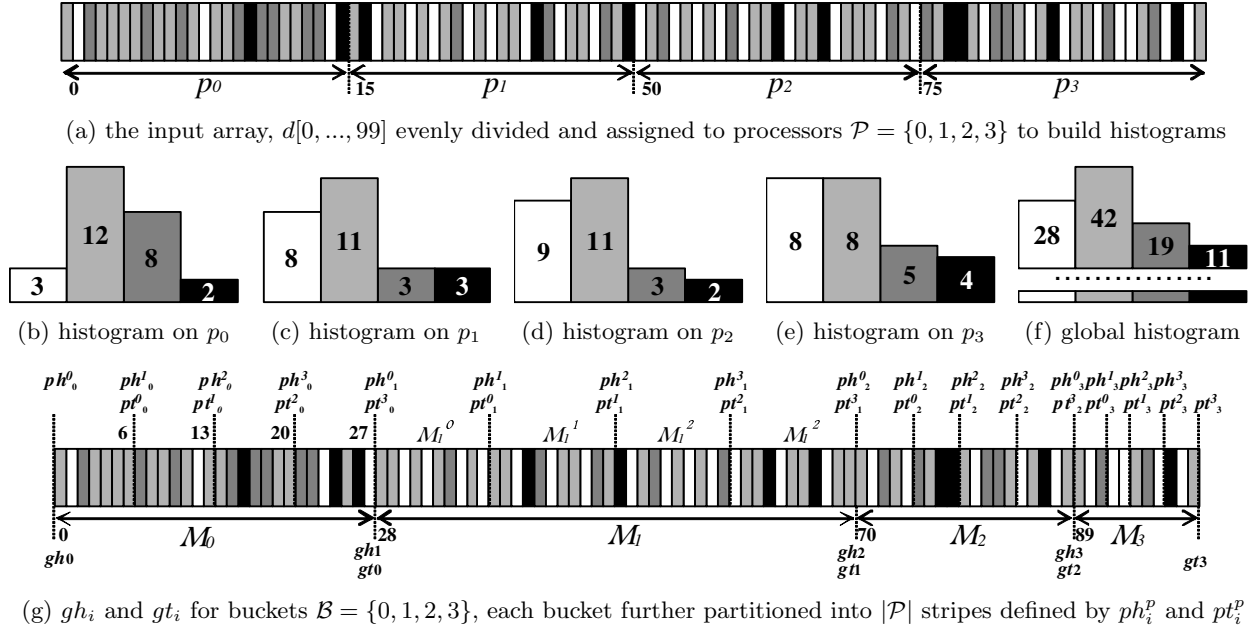 0 p₀ 15 p₁ 50 p₂ 75 p₃
(a) the input array, d[0, ..., 99] evenly divided and assigned to processors 𝒫 = {0, 1, 2, 3} to build histograms
3 12 8 2
8 11 3 3
9 11 3 2
8 8 5 4
28 42 19 11
(b) histogram on p₀
(c) histogram on p₁
(d) histogram on p₂
(e) histogram on p₃
(f) global histogram
ph⁰₀ ph¹₀ ph²₀ ph³₀ ph⁰₁ ph¹₁ ph²₁ ph³₁ ph⁰₂ ph¹₂ ph²₂ ph³₂ ph⁰₃ ph¹₃ ph²₃ ph³₃
pt⁰₀ pt¹₀ pt²₀ pt³₀ pt⁰₁ pt¹₁ pt²₁ pt³₁ pt⁰₂ pt¹₂ pt²₂ pt³₂ pt⁰₃ pt¹₃ pt²₃ pt³₃
6 13 20 27 M₁⁰ M₁¹ M₁² M₁²
0 M₀ 28 M₁ 70 M₂ 89 M₃
gh0 gh1 gh2 gh3 gt3
gt0 gt1 gt2
(g) ghᵢ and gtᵢ for buckets ℬ = {0, 1, 2, 3}, each bucket further partitioned into |𝒫| stripes defined by phᵢᵖ and ptᵢᵖ